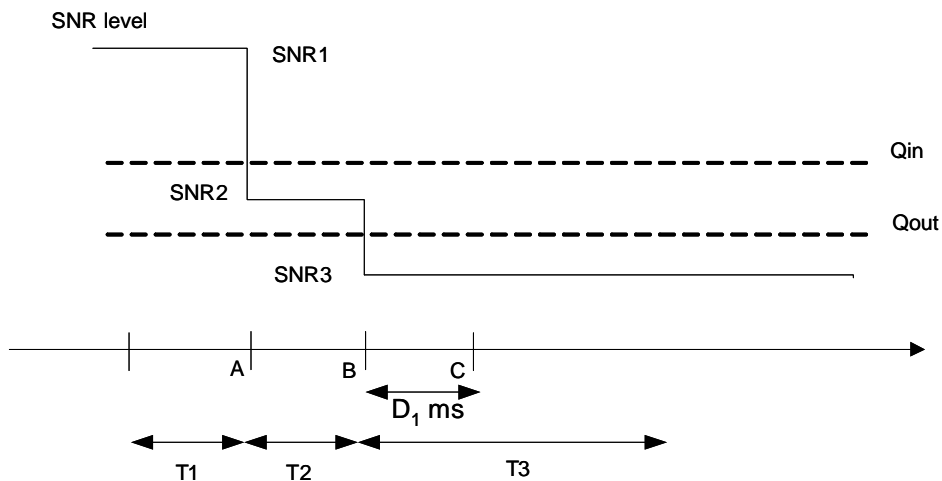 SNR level
SNR1
Qin
SNR2
Qout
SNR3
A
B
C
D₁ ms
T1
T2
T3